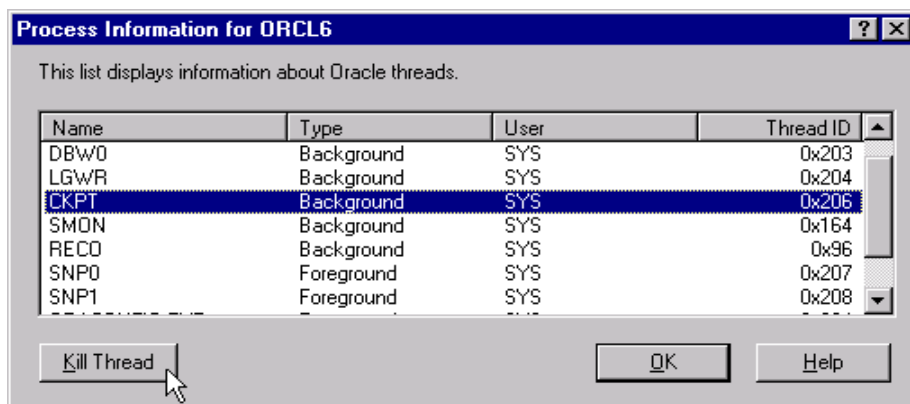 Process Information for ORCL6
This list displays information about Oracle threads.
Name Type User Thread ID
DBW0 Background SYS 0x203
LGWR Background SYS 0x204
CKPT Background SYS 0x206
SMON Background SYS 0x164
RECO Background SYS 0x96
SNP0 Foreground SYS 0x207
SNP1 Foreground SYS 0x208
Kill Thread OK Help